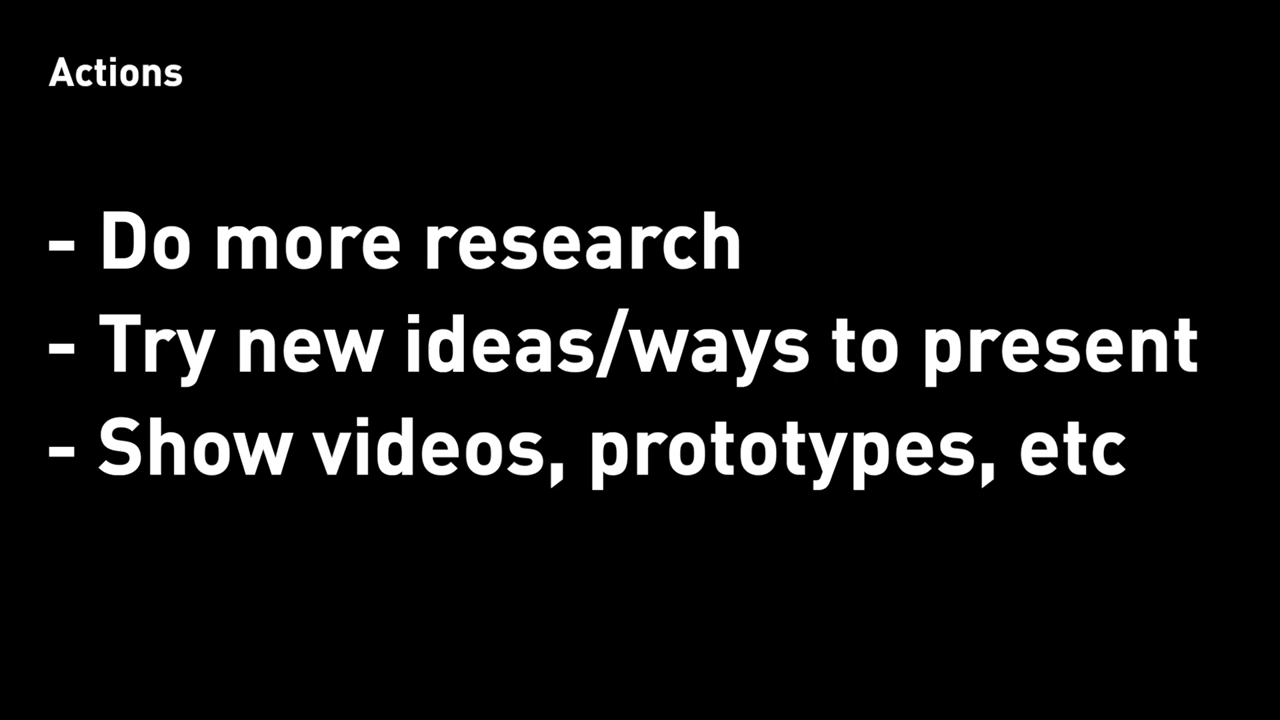 Actions
- Do more research
- Try new ideas/ways to present
- Show videos, prototypes, etc